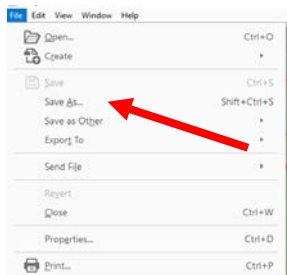 File Edit View Window Help
Open... Ctrl+O
Create
Save Ctrl+S
Save As... Shift+Ctrl+S
Save as Other
Export To
Send File
Revert
Close Ctrl+W
Properties... Ctrl+D
Print... Ctrl+P